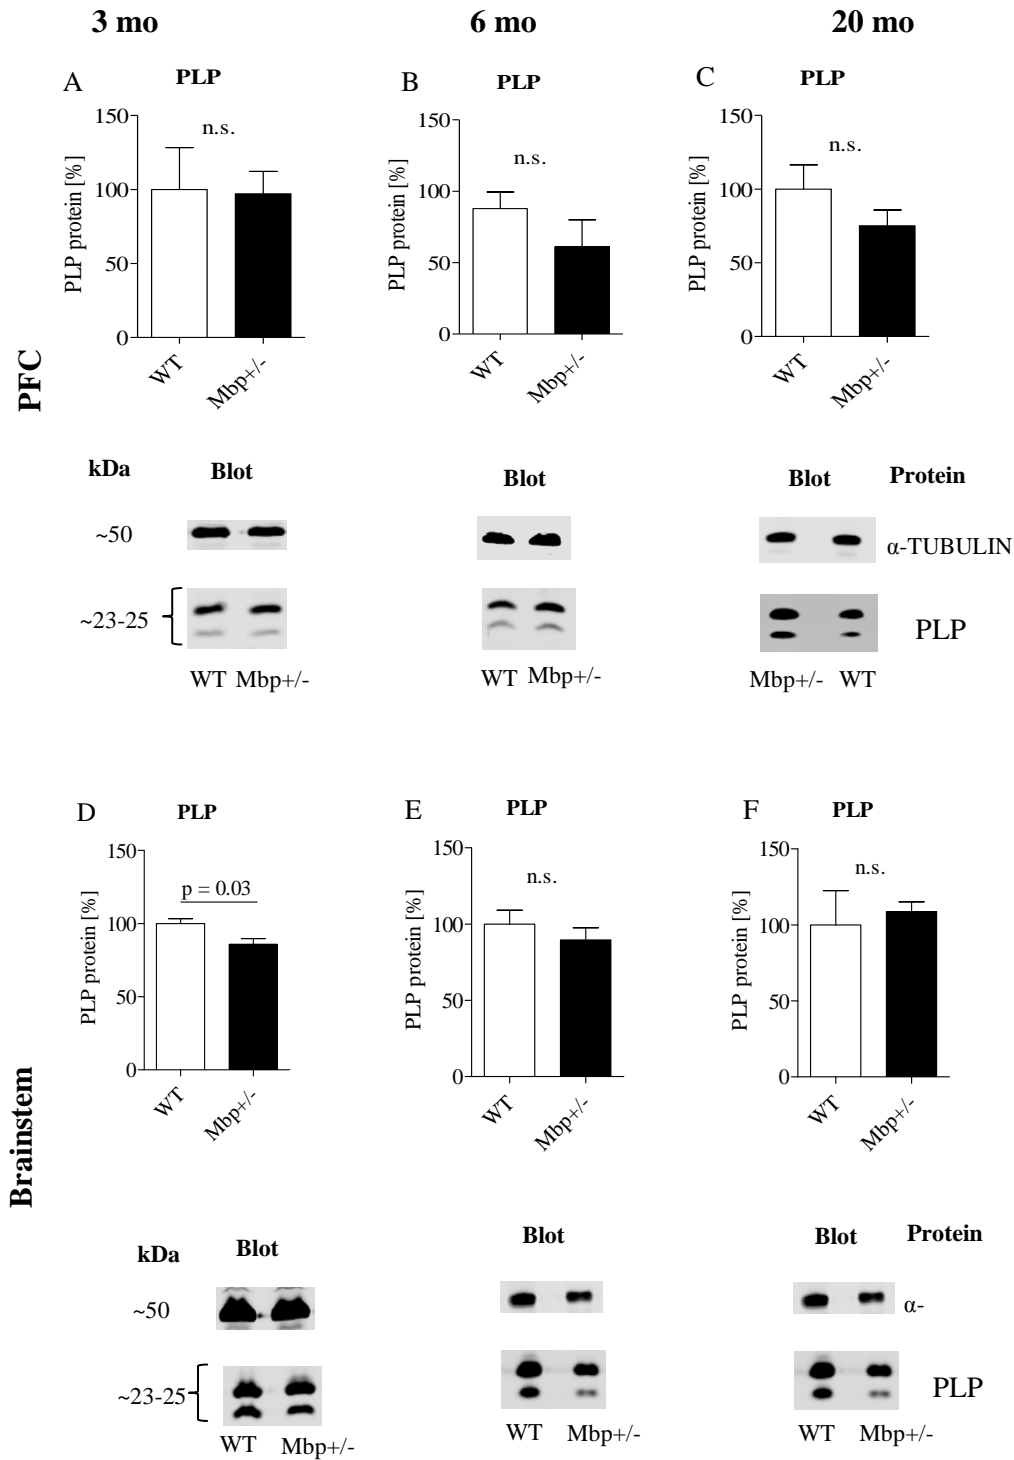 3 mo 6 mo 20 mo
A PLP B PLP C PLP
PFC
PLP protein [%]
150
100
50
0
n.s.
WT Mbp+/-
PLP protein [%]
150
100
50
0
n.s.
WT Mbp+/-
PLP protein [%]
150
100
50
0
n.s.
WT Mbp+/-
kDa Blot Blot Blot Protein
~50 α-TUBULIN
~23-25 PLP
WT Mbp+/- WT Mbp+/- Mbp+/- WT
D PLP E PLP F PLP
Brainstem
PLP protein [%]
150
100
50
0
p = 0.03
WT Mbp+/-
PLP protein [%]
150
100
50
0
n.s.
WT Mbp+/-
PLP protein [%]
150
100
50
0
n.s.
WT Mbp+/-
kDa Blot Blot Blot Protein
~50 α-
~23-25 PLP
WT Mbp+/- WT Mbp+/- WT Mbp+/-